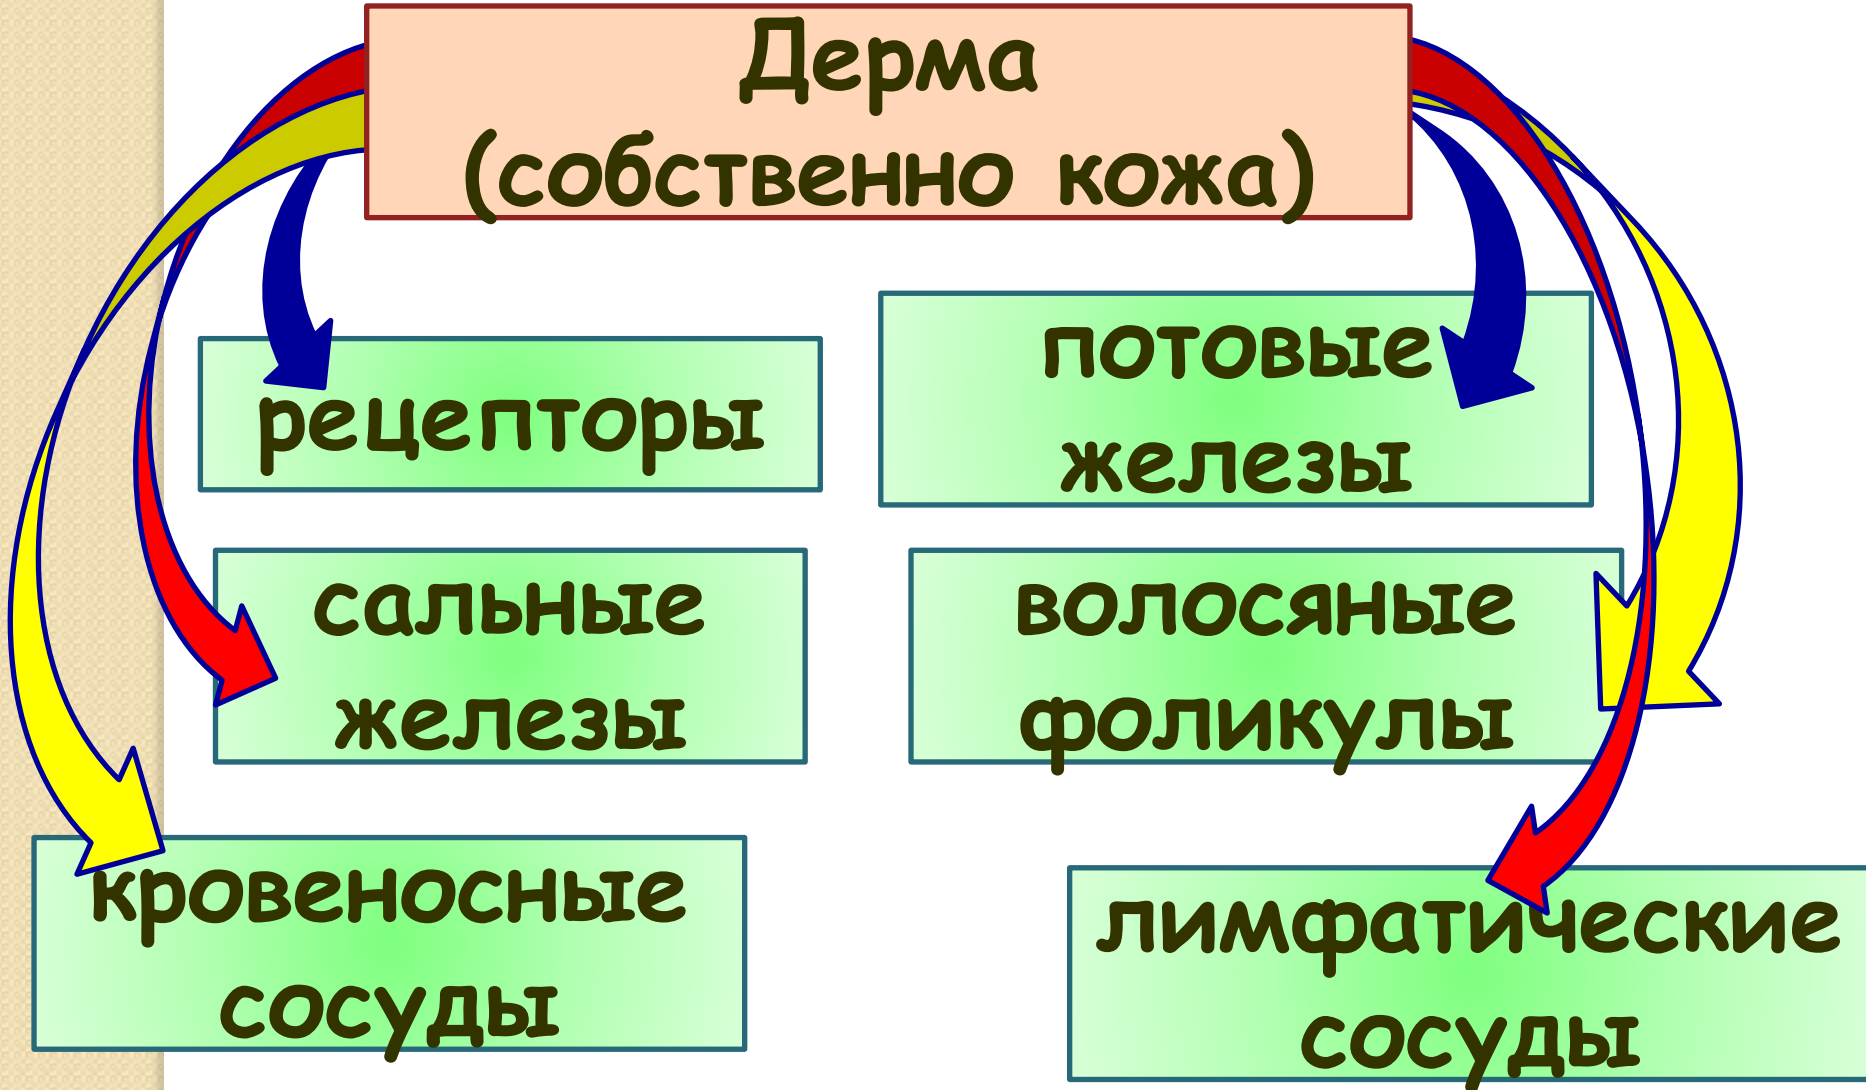 Дерма
(собственно кожа)
рецепторы
потовые
железы
сальные
железы
волосяные
фоликулы
кровеносные
сосуды
лимфатические
сосуды